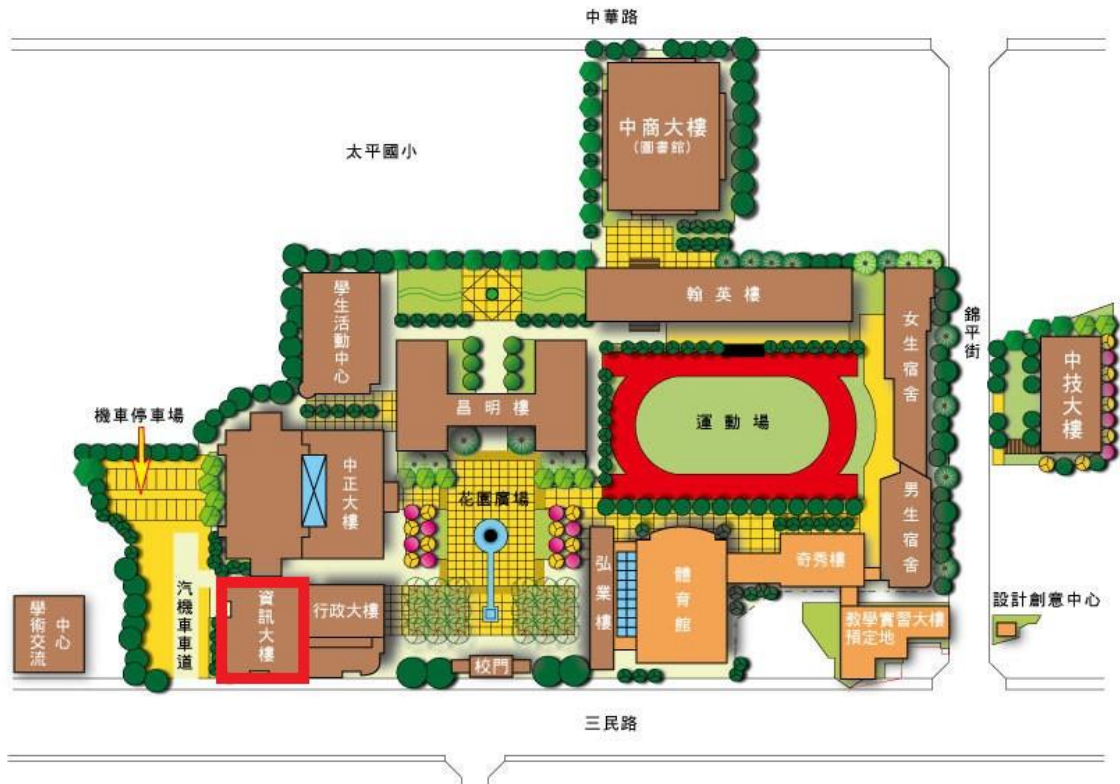 中華路
中商大樓
(圖書館)
太平國小
翰英樓
學生活動中心
女生宿舍
錦平街
中技大樓
昌明樓
運動場
機車停車場
中正大樓
花園廣場
男生宿舍
弘業樓
體育館
奇秀樓
資訊大樓
行政大樓
汽機車車道
學術交流
中心
設計創意中心
教學實習大樓
預定地
校門
三民路